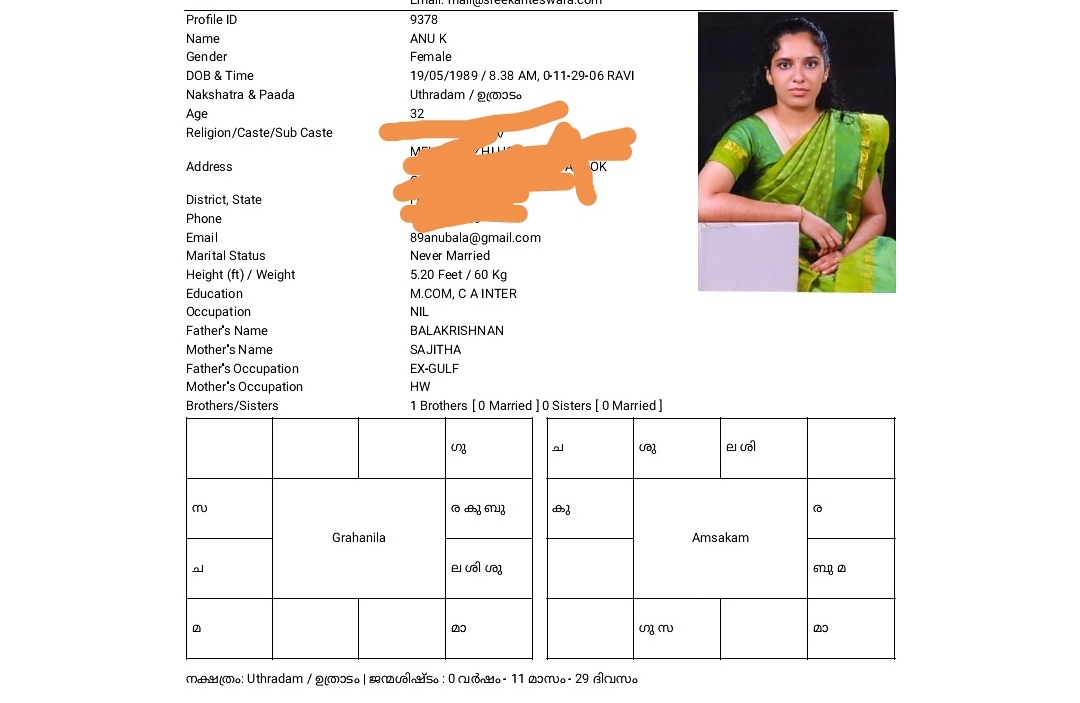 Email: mail@sreekanteswara.com
Profile ID 9378
Name ANU K
Gender Female
DOB & Time 19/05/1989 / 8.38 AM, 0-11-29-06 RAVI
Nakshatra & Paada Uthradam / ഉത്രാടം
Age 32
Religion/Caste/Sub Caste
Address
District, State
Phone
Email 89anubala@gmail.com
Marital Status Never Married
Height (ft) / Weight 5.20 Feet / 60 Kg
Education M.COM, C A INTER
Occupation NIL
Father's Name BALAKRISHNAN
Mother's Name SAJITHA
Father's Occupation EX-GULF
Mother's Occupation HW
Brothers/Sisters 1 Brothers [ 0 Married ] 0 Sisters [ 0 Married ]
ഗു ച ശു ല ശി
സ ര കു ബു കു ര
Grahanila Amsakam
ച ല ശി ശു ബു മ
മ മാ ഗു സ മാ
നക്ഷത്രം: Uthradam / ഉത്രാടം | ജന്മശിഷ്ടം : 0 വർഷം - 11 മാസം - 29 ദിവസം